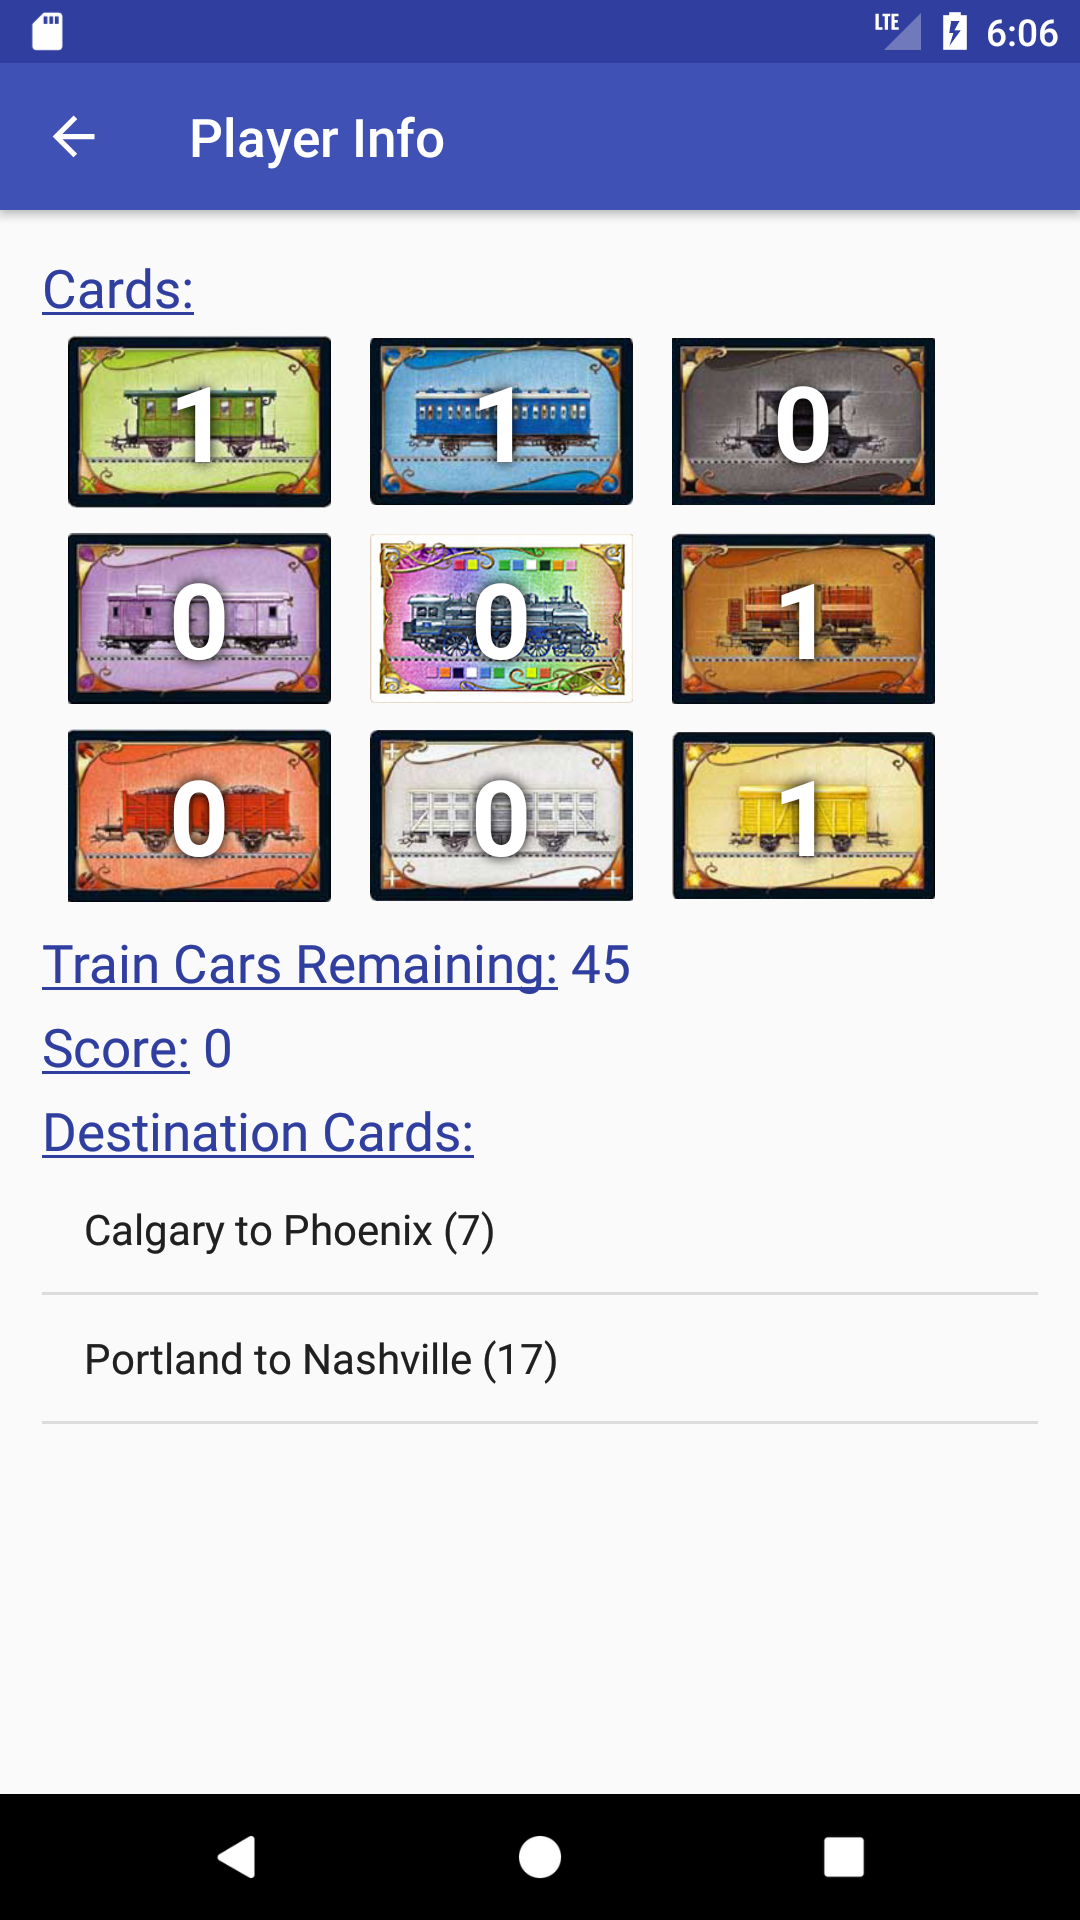 LTE 6:06
Player Info
Cards:
1 1 0
0 0 1
0 0 1
Train Cars Remaining: 45
Score: 0
Destination Cards:
Calgary to Phoenix (7)
Portland to Nashville (17)